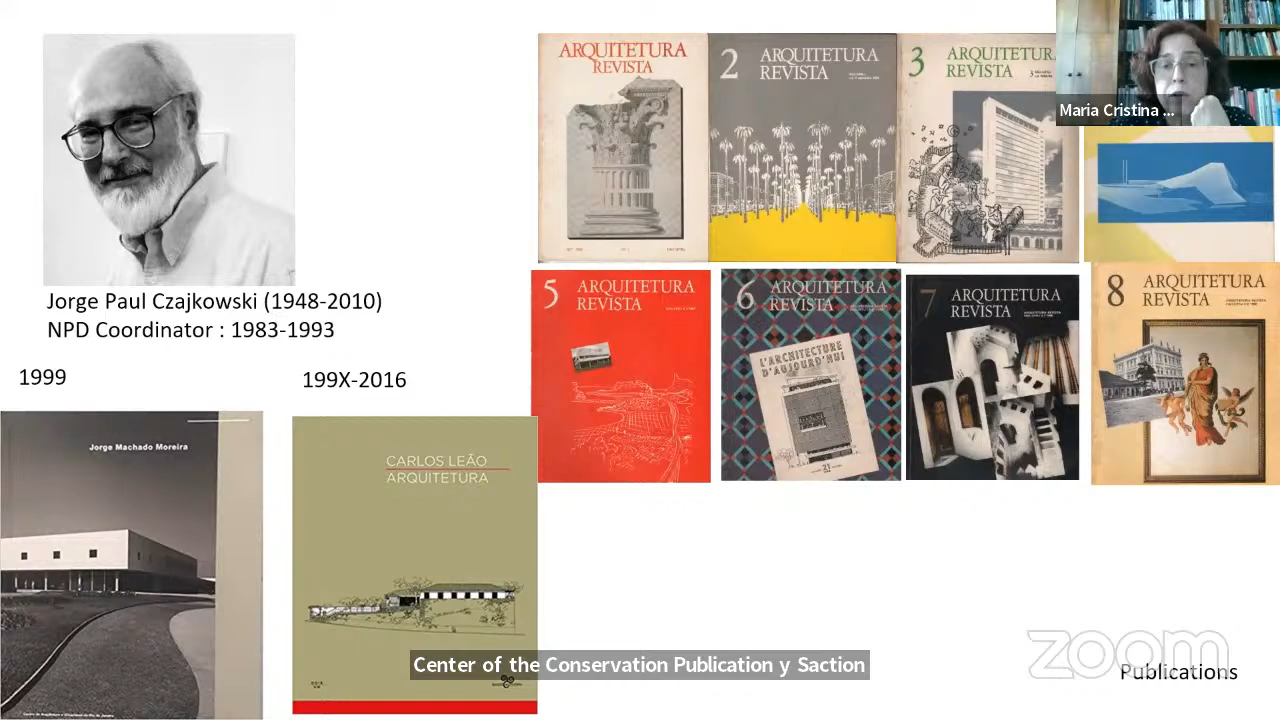 Jorge Paul Czajkowski (1948-2010)
NPD Coordinator : 1983-1993
1999
199X-2016
Jorge Machado Moreira
CARLOS LEÃO
ARQUITETURA
ARQUITETURA
REVISTA
2 ARQUITETURA
REVISTA
3 ARQUITETURA
REVISTA
Maria Cristina ...
5 ARQUITETURA
REVISTA
6 ARQUITETURA
REVISTA
L'ARCHITECTURE
D'AUJOURD'HUI
21
7 ARQUITETURA
REVISTA
8 ARQUITETURA
REVISTA
Center of the Conservation Publication y Saction
zoom
Publications